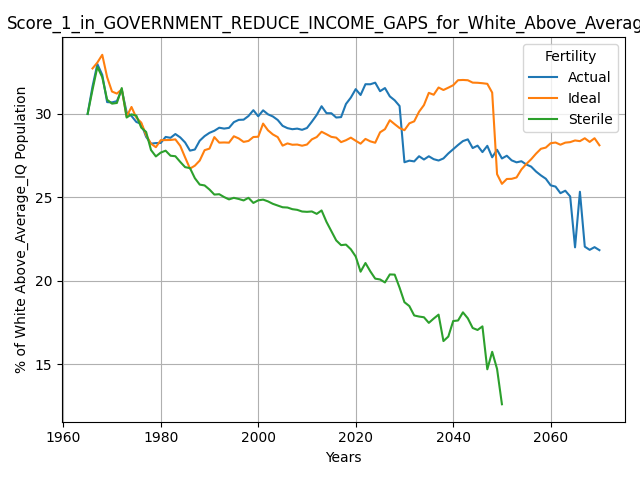 Score_1_in_GOVERNMENT_REDUCE_INCOME_GAPS_for_White_Above_Averag
Fertility
Actual
Ideal
Sterile
% of White Above_Average_IQ Population
30
25
20
15
1960 1980 2000 2020 2040 2060
Years